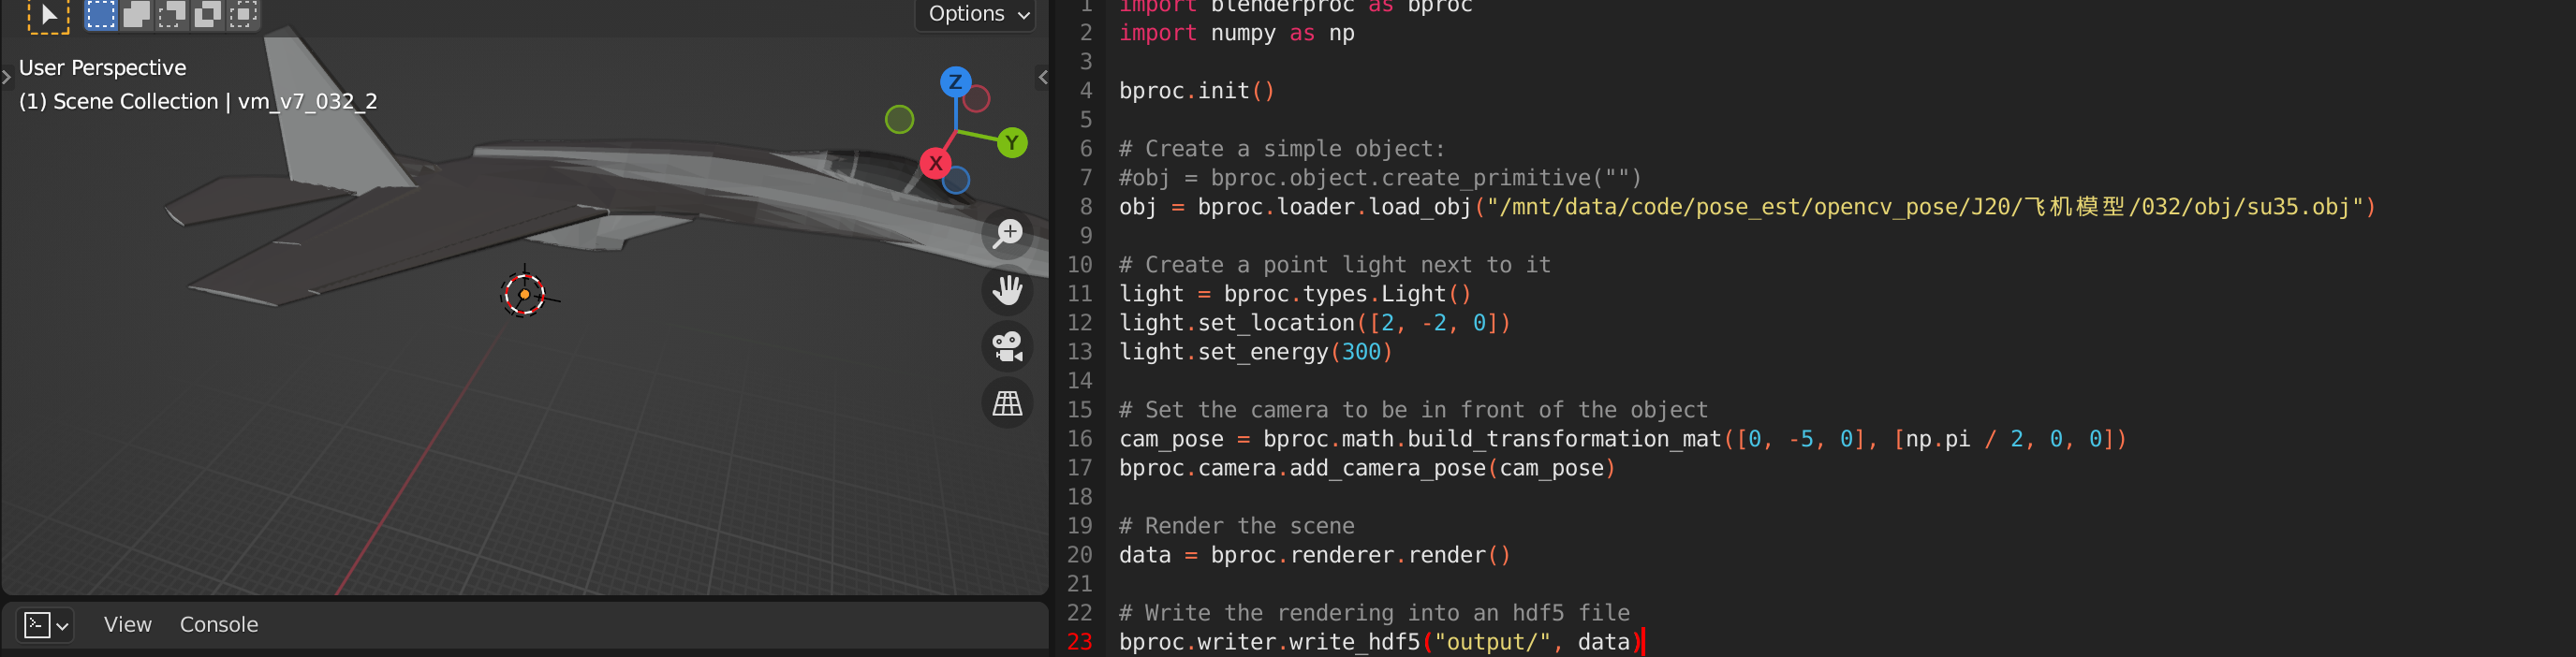 Options
User Perspective
(1) Scene Collection | vm_v7_032_2
Z
Y
X
View
Console
1 import blenderproc as bproc
2 import numpy as np
3
4 bproc.init()
5
6 # Create a simple object:
7 #obj = bproc.object.create_primitive("")
8 obj = bproc.loader.load_obj("/mnt/data/code/pose_est/opencv_pose/J20/飞机模型/032/obj/su35.obj")
9
10 # Create a point light next to it
11 light = bproc.types.Light()
12 light.set_location([2, -2, 0])
13 light.set_energy(300)
14
15 # Set the camera to be in front of the object
16 cam_pose = bproc.math.build_transformation_mat([0, -5, 0], [np.pi / 2, 0, 0])
17 bproc.camera.add_camera_pose(cam_pose)
18
19 # Render the scene
20 data = bproc.renderer.render()
21
22 # Write the rendering into an hdf5 file
23 bproc.writer.write_hdf5("output/", data)